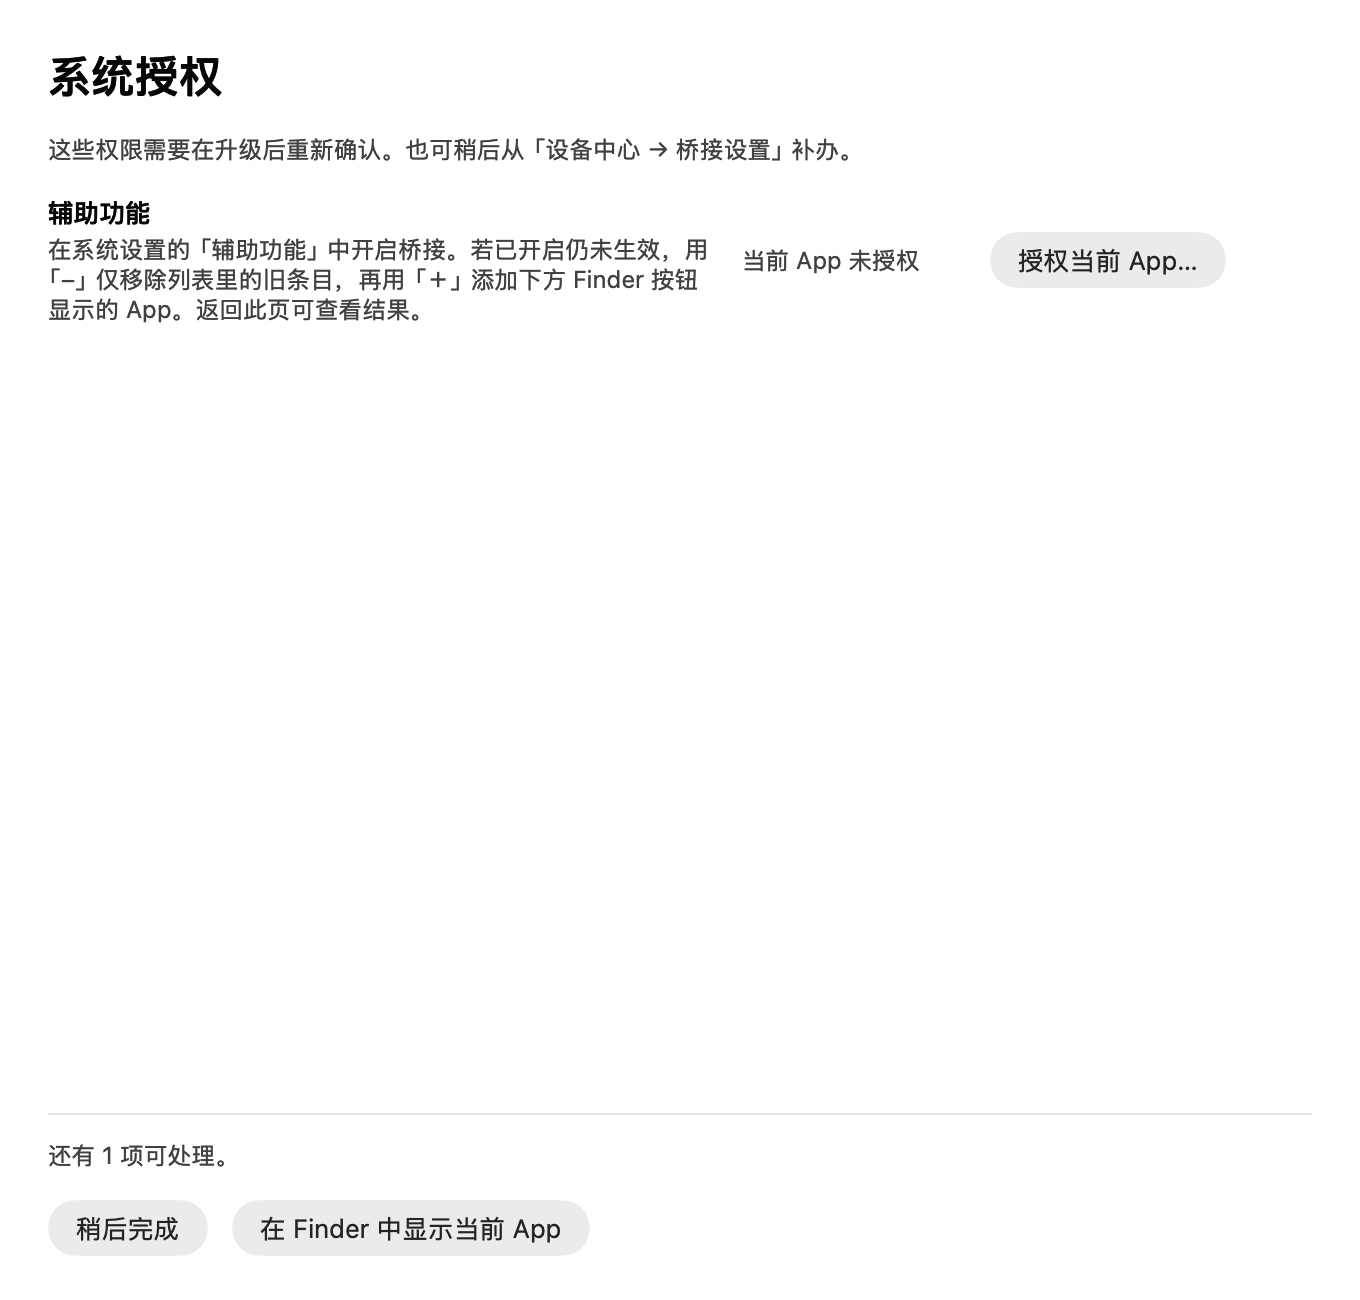 系统授权
这些权限需要在升级后重新确认。也可稍后从「设备中心 → 桥接设置」补办。
辅助功能
在系统设置的「辅助功能」中开启桥接。若已开启仍未生效，用
「−」仅移除列表里的旧条目，再用「＋」添加下方 Finder 按钮
显示的 App。返回此页可查看结果。
当前 App 未授权
授权当前 App...
还有 1 项可处理。
稍后完成
在 Finder 中显示当前 App